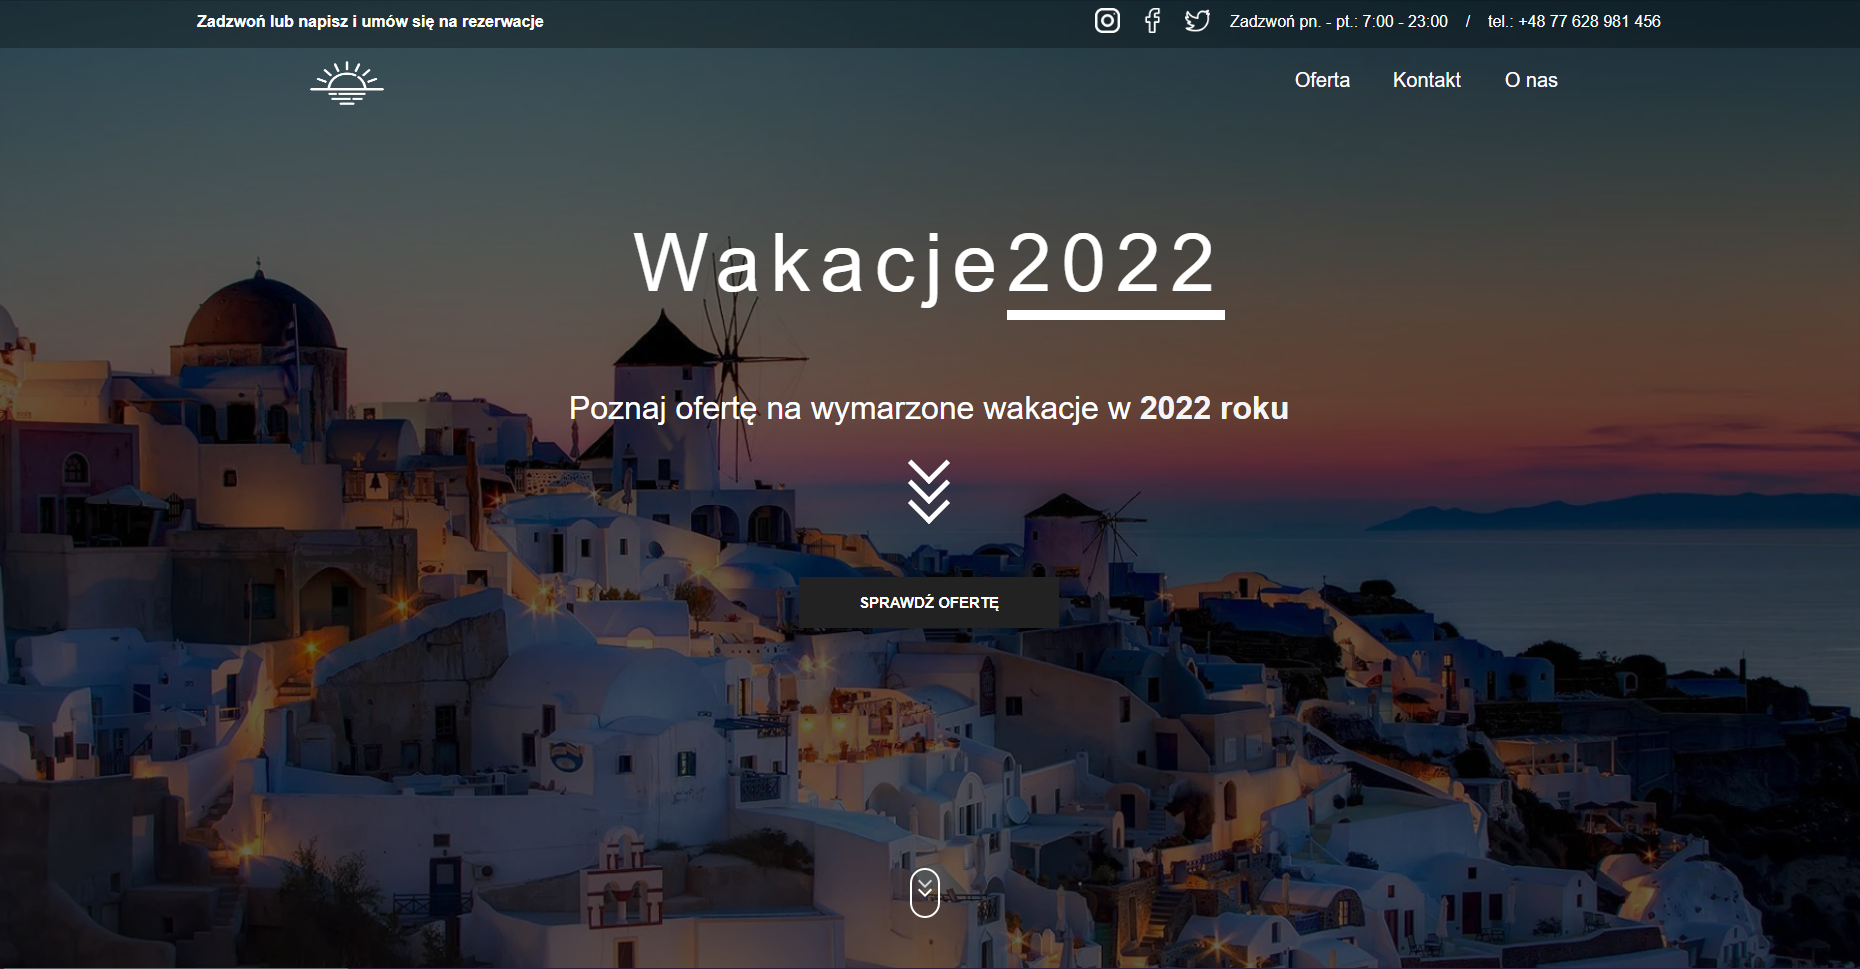 Zadzwoń lub napisz i umów się na rezerwacje
Zadzwoń pn. - pt.: 7:00 - 23:00 / tel.: +48 77 628 981 456
Oferta Kontakt O nas
Wakacje2022
Poznaj ofertę na wymarzone wakacje w 2022 roku
SPRAWDŹ OFERTĘ